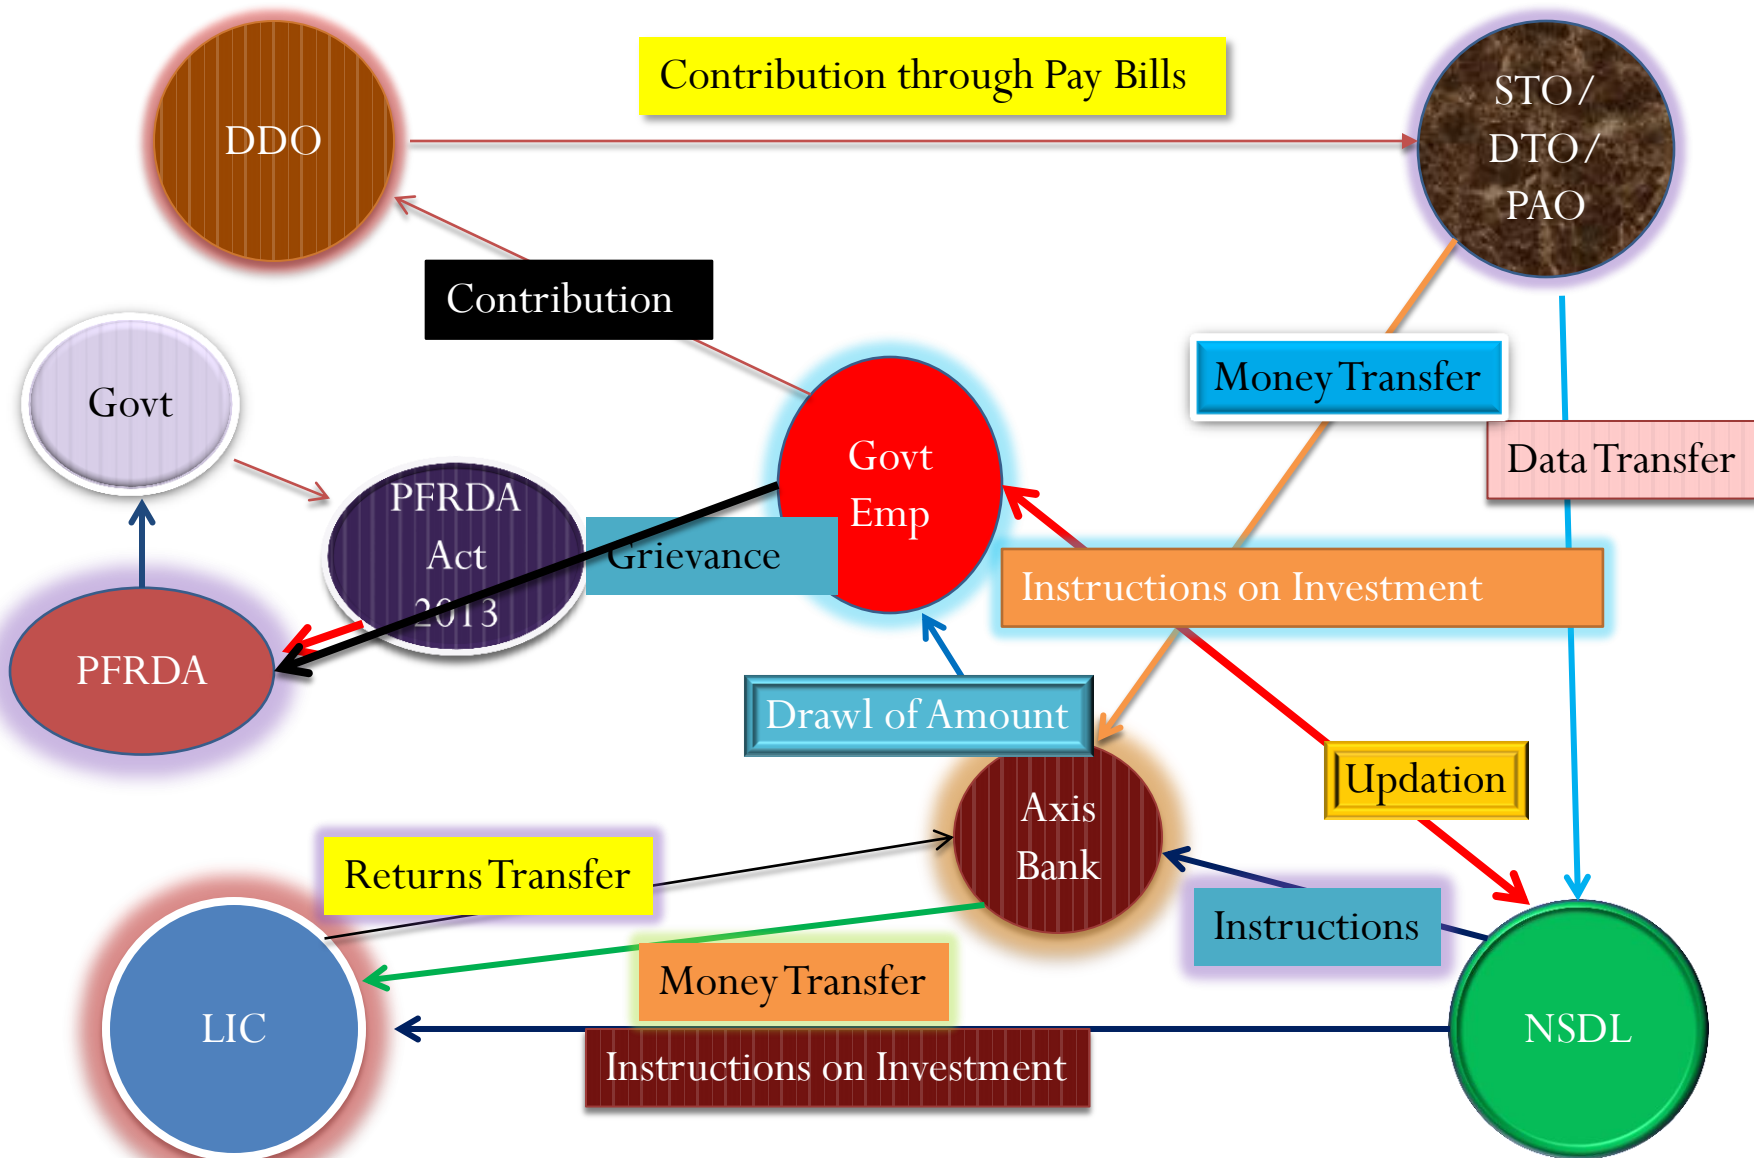 Contribution through Pay Bills
DDO
STO/
DTO/
PAO
Contribution
Govt
Money Transfer
Data Transfer
Govt
Emp
PFRDA
Act
2013
Grievance
Instructions on Investment
PFRDA
Drawl of Amount
Updation
Axis
Bank
Returns Transfer
Instructions
Money Transfer
LIC
NSDL
Instructions on Investment